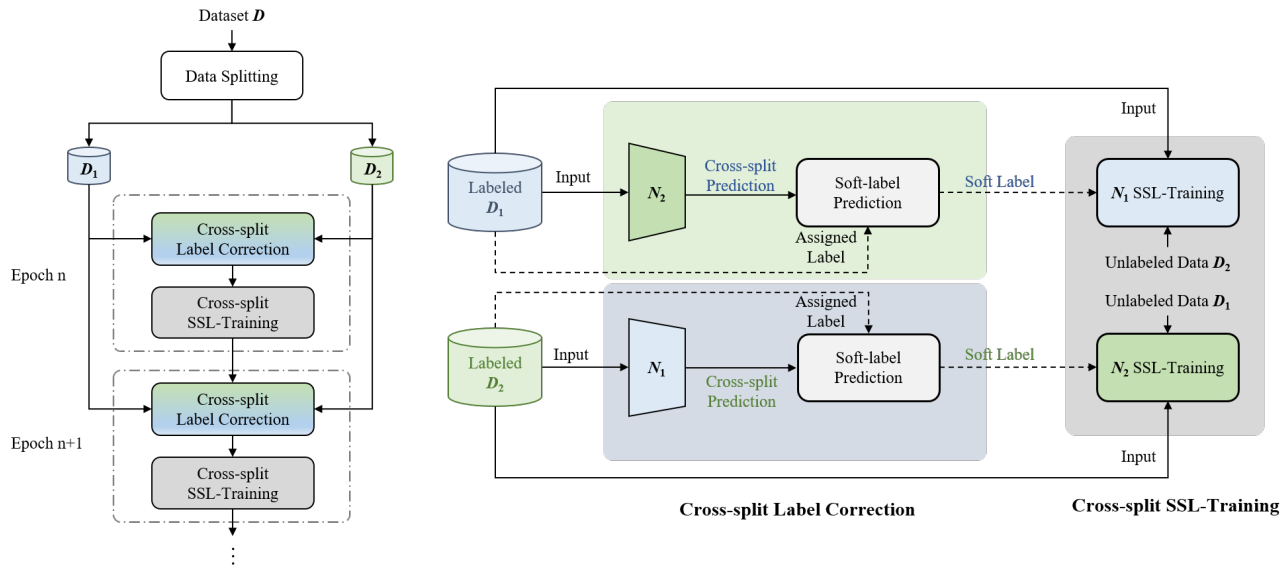 Dataset D
Data Splitting
D1
D2
Epoch n
Cross-split
Label Correction
Cross-split
SSL-Training
Epoch n+1
Cross-split
Label Correction
Cross-split
SSL-Training
⋮
Input
Labeled
D1
Input
N2
Cross-split
Prediction
Soft-label
Prediction
Soft Label
N1 SSL-Training
Assigned
Label
Unlabeled Data D2
Unlabeled Data D1
Assigned
Label
Labeled
D2
Input
N1
Cross-split
Prediction
Soft-label
Prediction
Soft Label
N2 SSL-Training
Input
Cross-split Label Correction
Cross-split SSL-Training